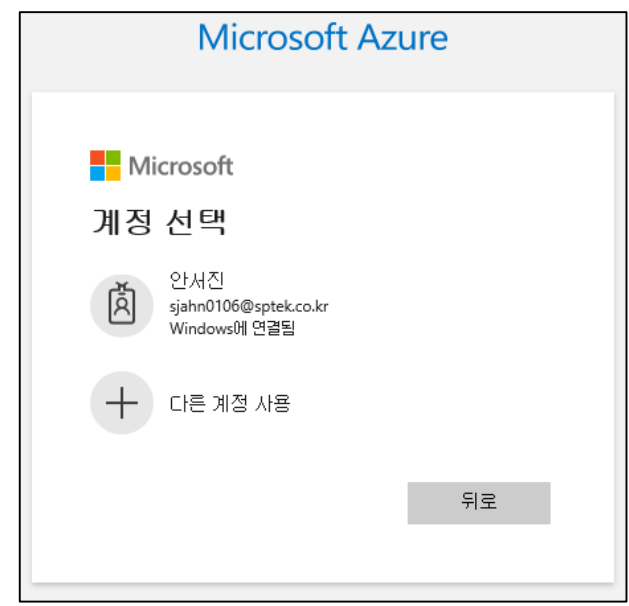 Microsoft Azure
Microsoft
계정 선택
안서진
sjahn0106@sptek.co.kr
Windows에 연결됨
다른 계정 사용
뒤로